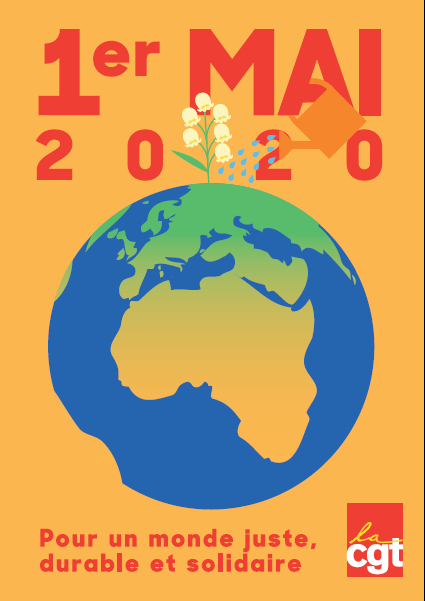 1er MAI
2020
Pour un monde juste,
durable et solidaire
la
cgt